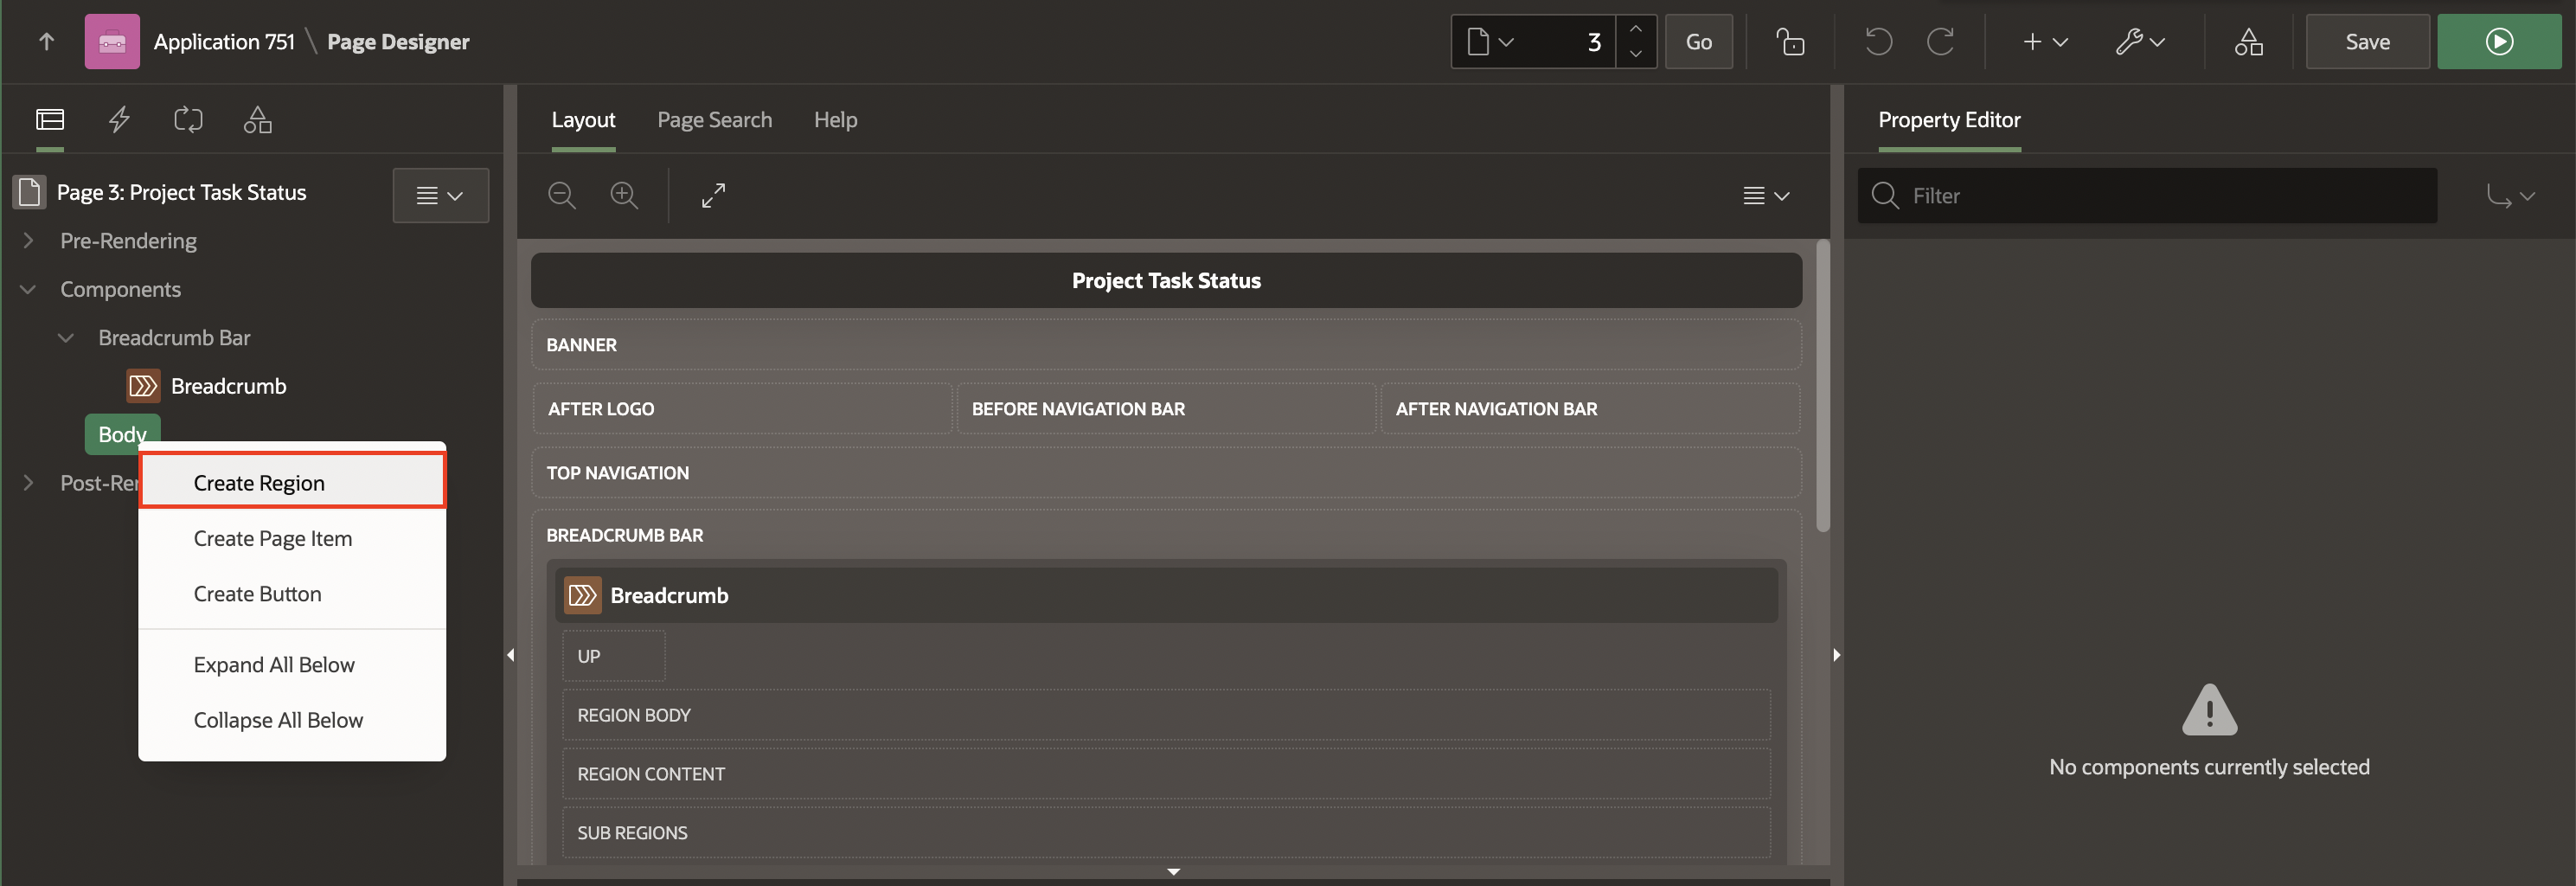 Application 751 \ Page Designer
3
Go
Save
Layout
Page Search
Help
Property Editor
Page 3: Project Task Status
Filter
Pre-Rendering
Components
Breadcrumb Bar
Breadcrumb
Body
Create Region
Create Page Item
Create Button
Expand All Below
Collapse All Below
Project Task Status
BANNER
AFTER LOGO
BEFORE NAVIGATION BAR
AFTER NAVIGATION BAR
TOP NAVIGATION
BREADCRUMB BAR
Breadcrumb
UP
REGION BODY
REGION CONTENT
SUB REGIONS
No components currently selected